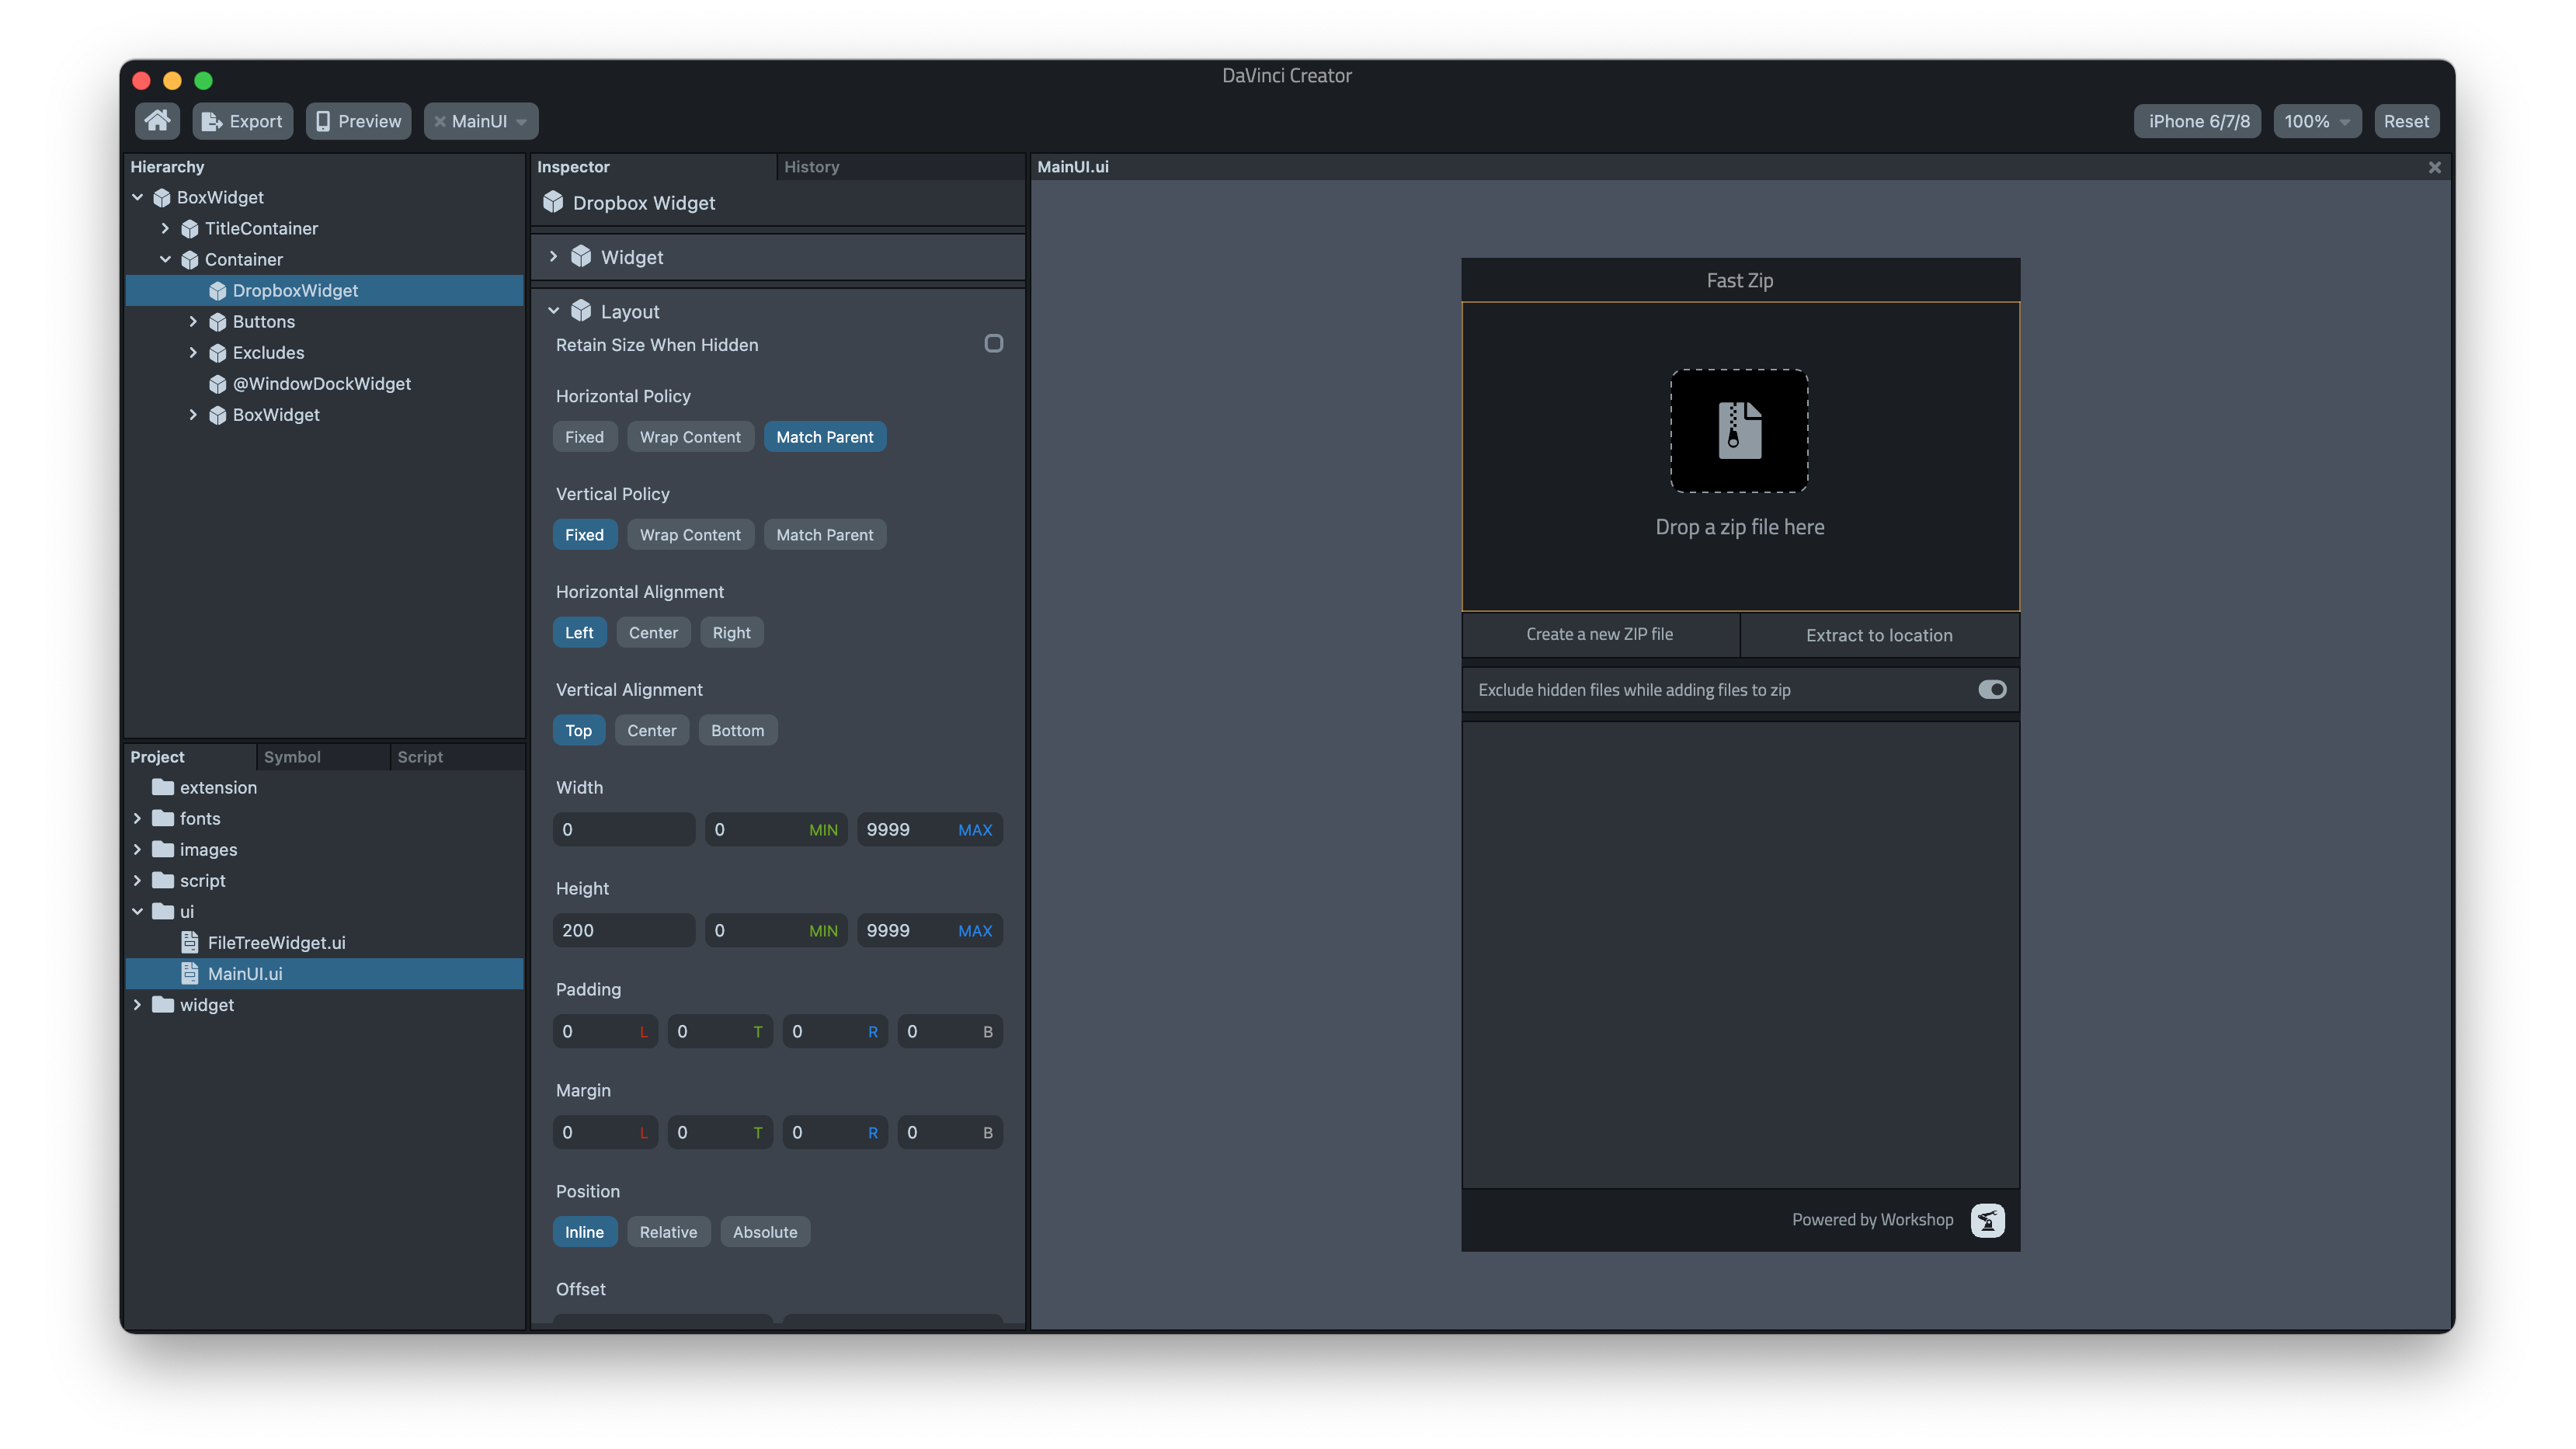 DaVinci Creator
Export
Preview
MainUI
iPhone 6/7/8
100%
Reset
Hierarchy
BoxWidget
TitleContainer
Container
DropboxWidget
Buttons
Excludes
@WindowDockWidget
BoxWidget
Project
Symbol
Script
extension
fonts
images
script
ui
FileTreeWidget.ui
MainUI.ui
widget
Inspector
History
Dropbox Widget
Widget
Layout
Retain Size When Hidden
Horizontal Policy
Fixed Wrap Content Match Parent
Vertical Policy
Fixed Wrap Content Match Parent
Horizontal Alignment
Left Center Right
Vertical Alignment
Top Center Bottom
Width
0 0 MIN 9999 MAX
Height
200 0 MIN 9999 MAX
Padding
0 L 0 T 0 R 0 B
Margin
0 L 0 T 0 R 0 B
Position
Inline Relative Absolute
Offset
MainUI.ui
Fast Zip
Drop a zip file here
Create a new ZIP file
Extract to location
Exclude hidden files while adding files to zip
Powered by Workshop